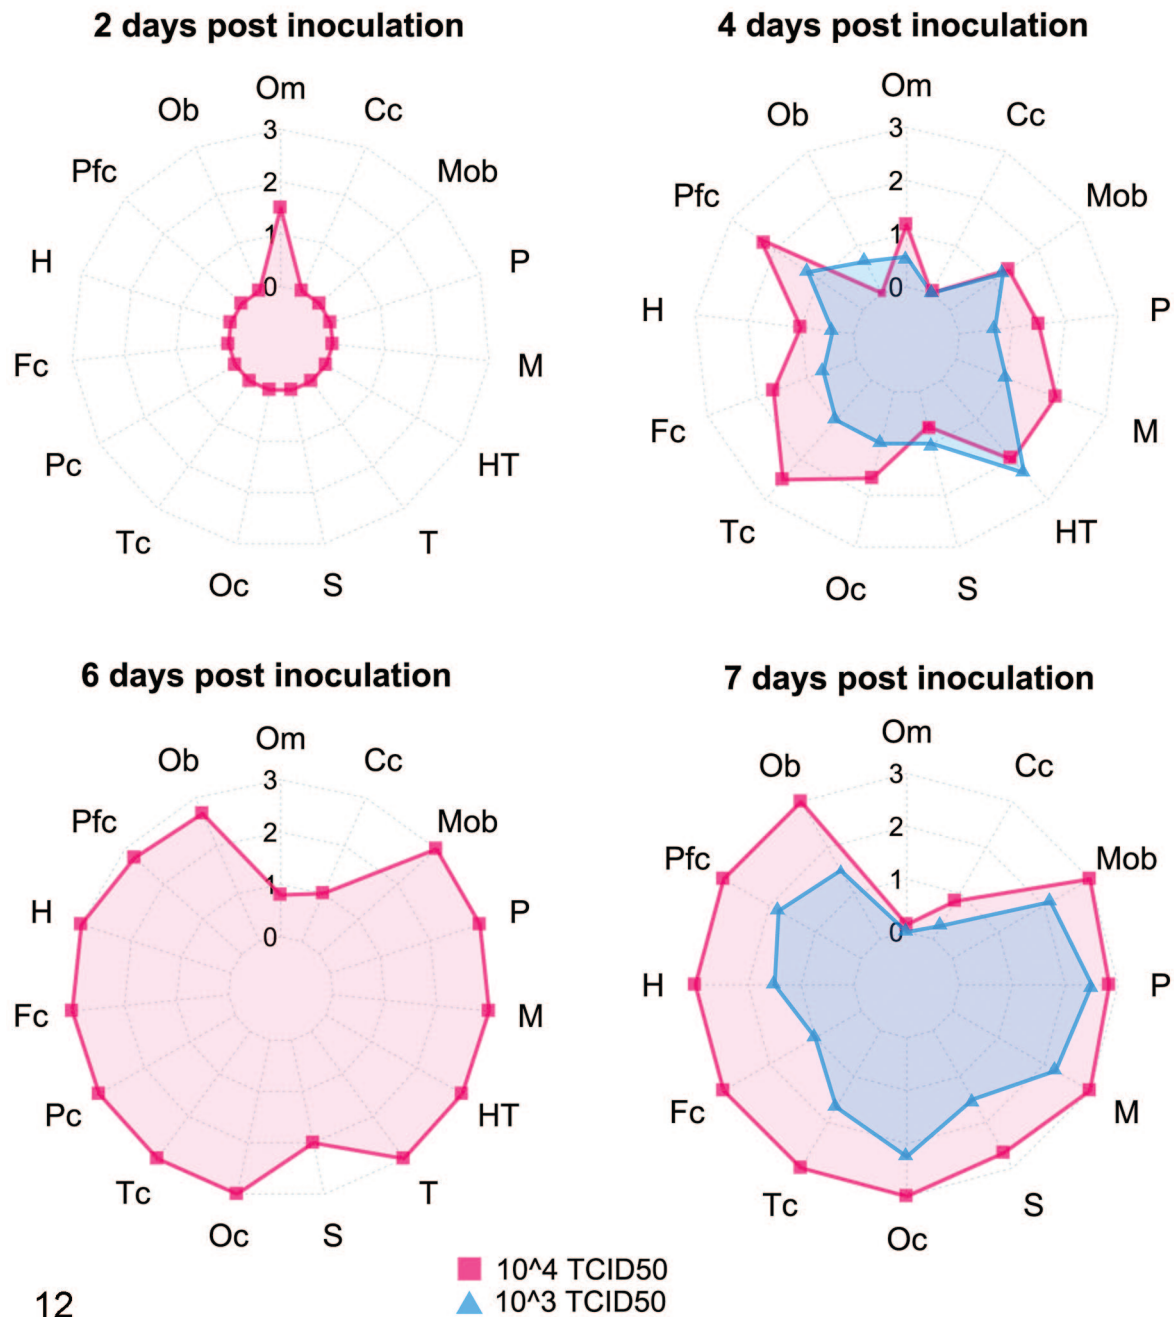 2 days post inoculation
Om
Ob
Cc
Pfc
Mob
H
P
Fc
M
Pc
HT
Tc
T
Oc
S
3
2
1
0
4 days post inoculation
Om
Ob
Cc
Pfc
Mob
H
P
Fc
M
Tc
HT
Oc
S
3
2
1
0
6 days post inoculation
Om
Ob
Cc
Pfc
Mob
H
P
Fc
M
Pc
HT
Tc
T
Oc
S
3
2
1
0
7 days post inoculation
Om
Ob
Cc
Pfc
Mob
H
P
Fc
M
Tc
S
Oc
3
2
1
0
10^4 TCID50
10^3 TCID50
12